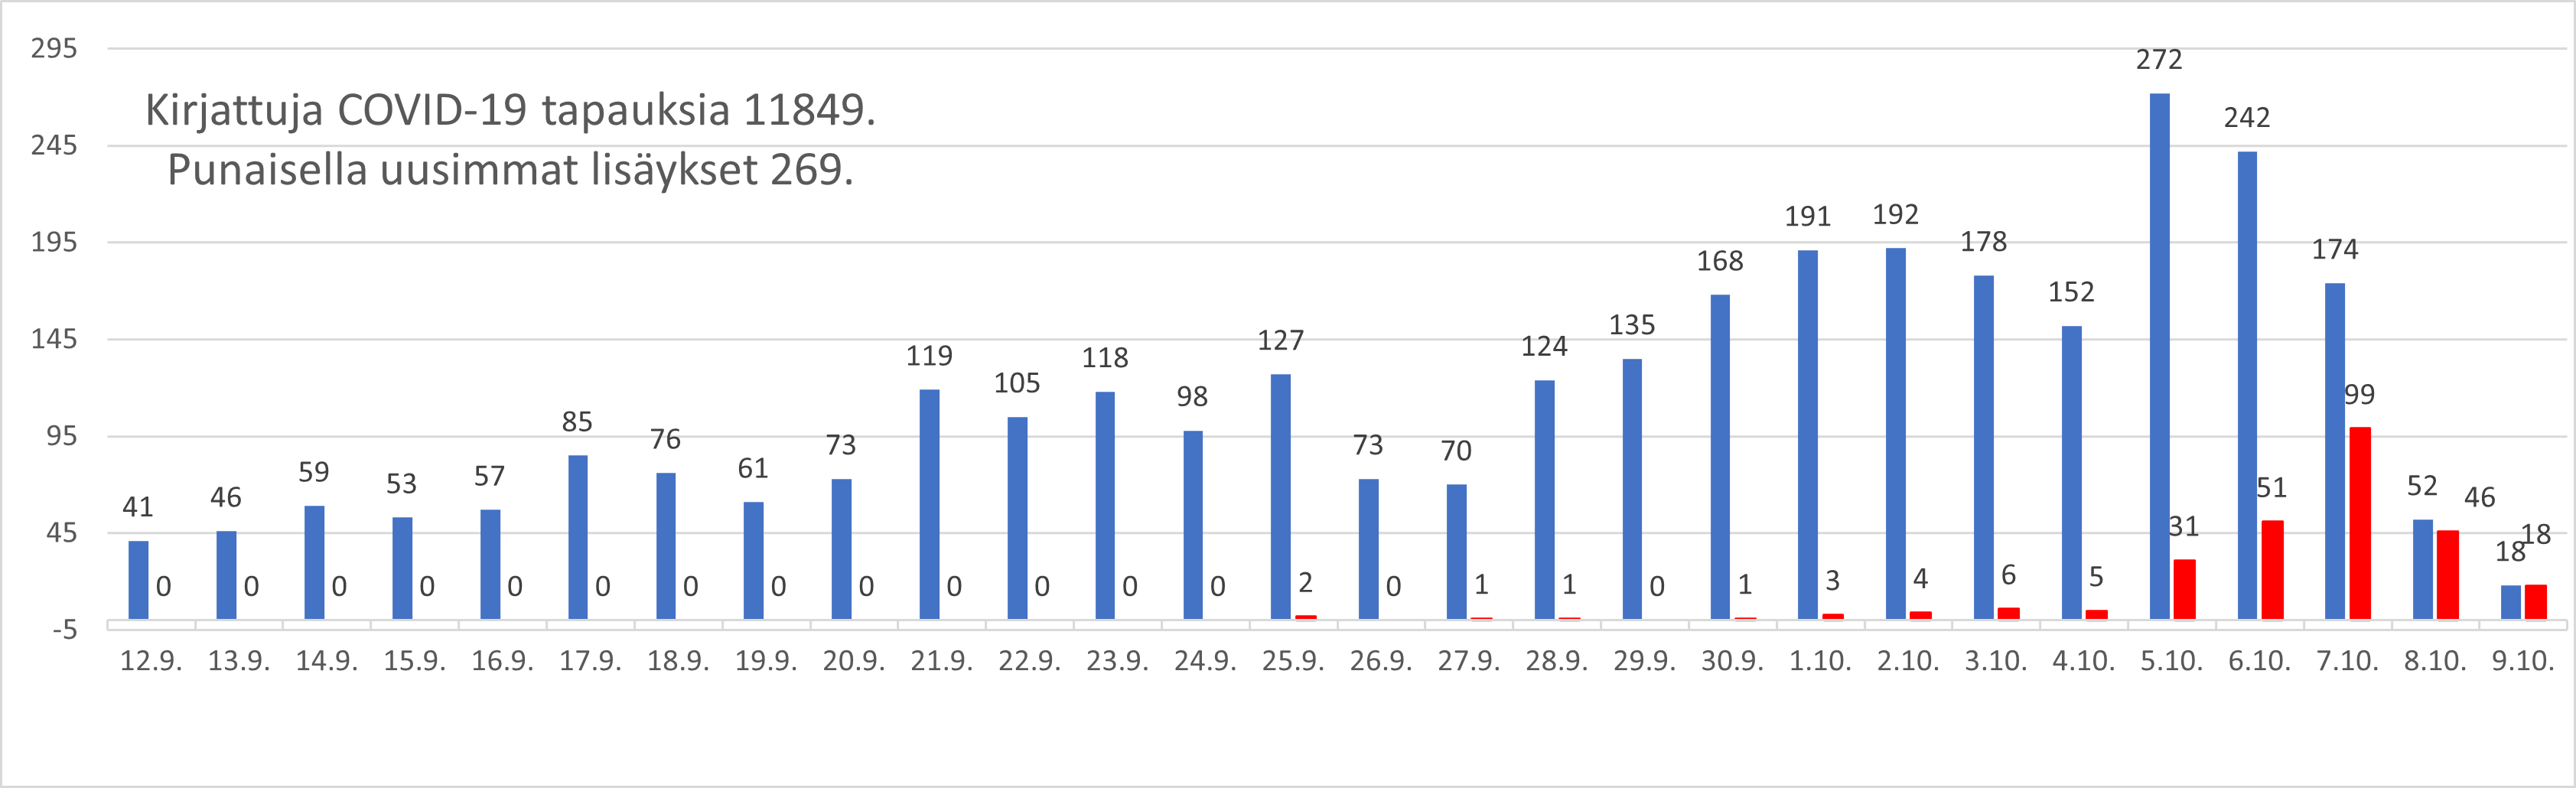 295
245
195
145
95
45
-5
Kirjattuja COVID-19 tapauksia 11849.
Punaisella uusimmat lisäykset 269.
41 46 59 53 57 85 76 61 73 119 105 118 98 127 73 70 124 135 168 191 192 178 152 272 242 174 52 18
0 0 0 0 0 0 0 0 0 0 0 0 0 2 0 1 1 0 1 3 4 6 5 31 51 99 46 18
12.9. 13.9. 14.9. 15.9. 16.9. 17.9. 18.9. 19.9. 20.9. 21.9. 22.9. 23.9. 24.9. 25.9. 26.9. 27.9. 28.9. 29.9. 30.9. 1.10. 2.10. 3.10. 4.10. 5.10. 6.10. 7.10. 8.10. 9.10.